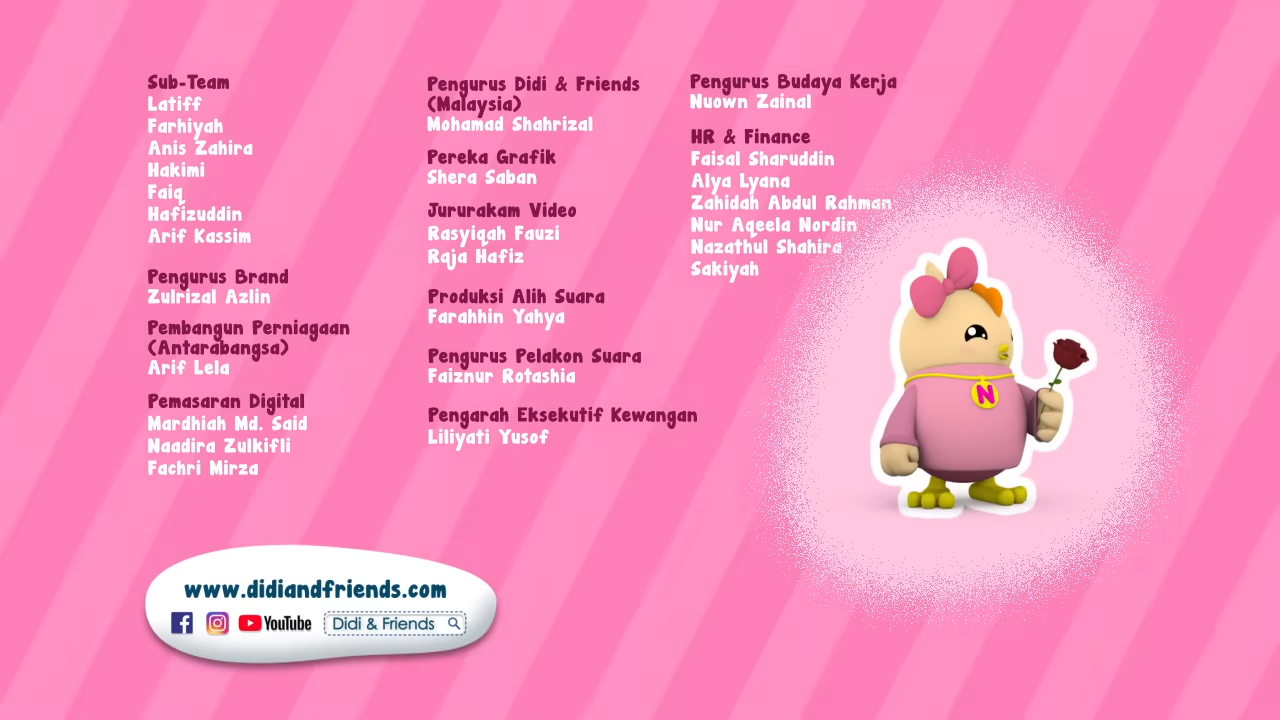 Sub-Team
Latiff
Farhiyah
Anis Zahira
Hakimi
Faiq
Hafizuddin
Arif Kassim
Pengurus Brand
Zulrizal Azlin
Pembangun Perniagaan
(Antarabangsa)
Arif Lela
Pemasaran Digital
Mardhiah Md. Said
Naadira Zulkifli
Fachri Mirza
Pengurus Didi & Friends
(Malaysia)
Mohamad Shahrizal
Pereka Grafik
Shera Saban
Jururakam Video
Rasyiqah Fauzi
Raja Hafiz
Produksi Alih Suara
Farahhin Yahya
Pengurus Pelakon Suara
Faiznur Rotashia
Pengarah Eksekutif Kewangan
Liliyati Yusof
Pengurus Budaya Kerja
Nuown Zainal
HR & Finance
Faisal Sharuddin
Alya Lyana
Zahidah Abdul Rahman
Nur Aqeela Nordin
Nazathul Shahira
Sakiyah
N
www.didiandfriends.com
YouTube
Didi & Friends